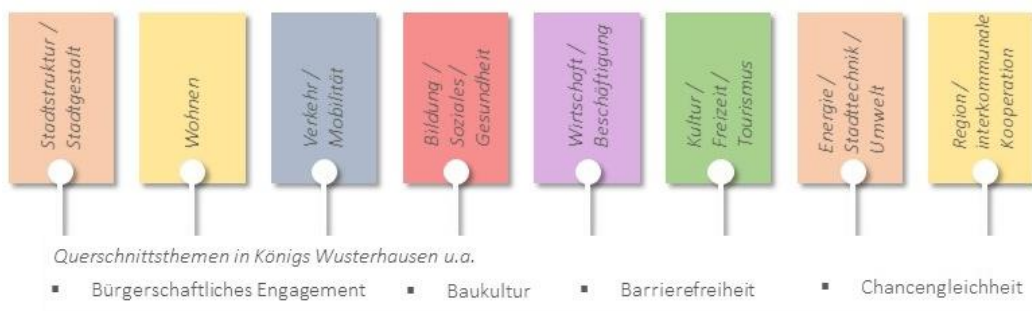 Stadtstruktur /
Stadtgestalt
Wohnen
Verkehr/
Mobilität
Bildung /
Soziales/
Gesundheit
Wirtschaft /
Beschäftigung
Kultur/
Freizeit /
Tourismus
Energie/
Stadttechnik /
Umwelt
Region/
interkommunale
Kooperation
Querschnittsthemen in Königs Wusterhausen u.a.
▪ Bürgerschaftliches Engagement ▪ Baukultur ▪ Barrierefreiheit ▪ Chancengleichheit